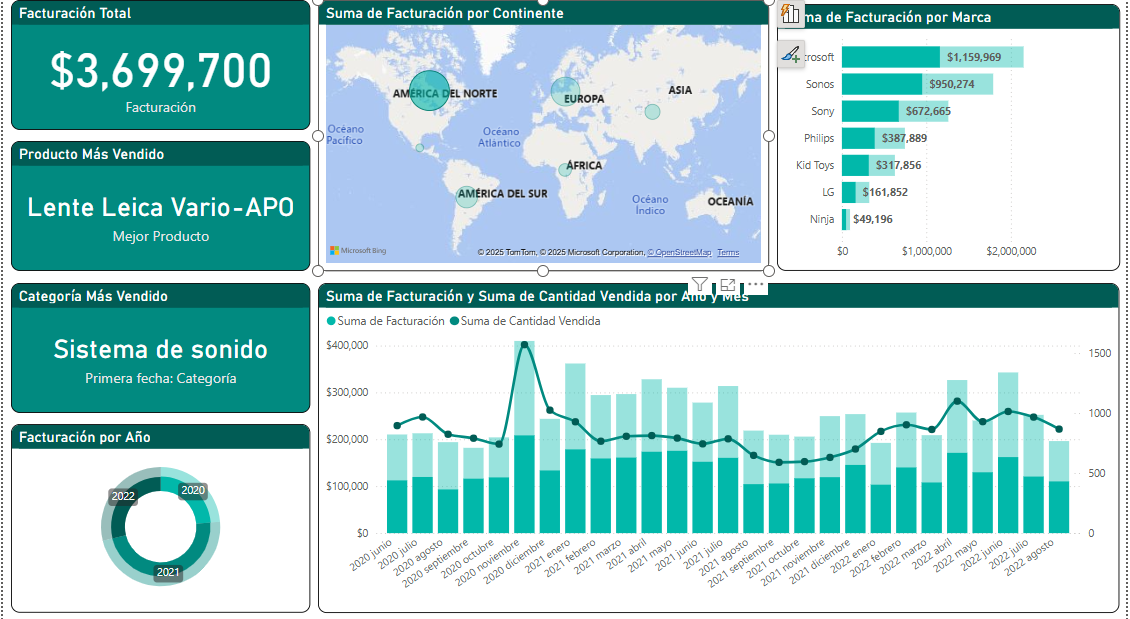 Facturación Total
$3,699,700
Facturación
Producto Más Vendido
Lente Leica Vario-APO
Mejor Producto
Categoría Más Vendido
Sistema de sonido
Primera fecha: Categoría
Facturación por Año
2022
2020
2021
Suma de Facturación por Continente
AMÉRICA DEL NORTE
EUROPA
ASIA
Océano
Pacífico
Océano
Atlántico
ÁFRICA
AMÉRICA DEL SUR
Océano
Índico
OCEANÍA
Microsoft Bing
© 2025 TomTom, © 2025 Microsoft Corporation, © OpenStreetMap Terms
ma de Facturación por Marca
crosoft $1,159,969
Sonos $950,274
Sony $672,665
Philips $387,889
Kid Toys $317,856
LG $161,852
Ninja $49,196
$0 $1,000,000 $2,000,000
Suma de Facturación y Suma de Cantidad Vendida por Año y Mes
Suma de Facturación Suma de Cantidad Vendida
$400,000
$300,000
$200,000
$100,000
$0
1500
1000
500
0
2020 junio
2020 julio
2020 agosto
2020 septiembre
2020 octubre
2020 noviembre
2020 diciembre
2021 enero
2021 febrero
2021 marzo
2021 abril
2021 mayo
2021 junio
2021 julio
2021 agosto
2021 septiembre
2021 octubre
2021 noviembre
2021 diciembre
2022 enero
2022 febrero
2022 marzo
2022 abril
2022 mayo
2022 junio
2022 julio
2022 agosto